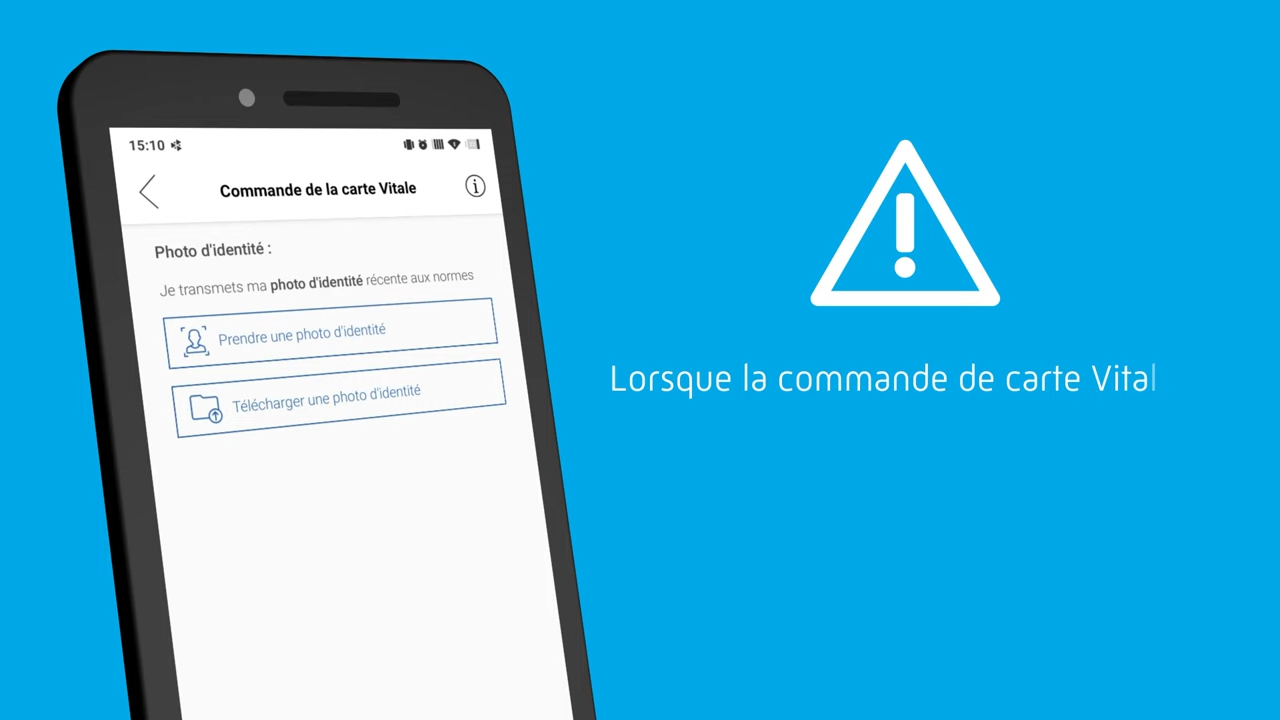 15:10
Commande de la carte Vitale
Photo d'identité :
Je transmets ma photo d'identité récente aux normes
Prendre une photo d'identité
Télécharger une photo d'identité
Lorsque la commande de carte Vital